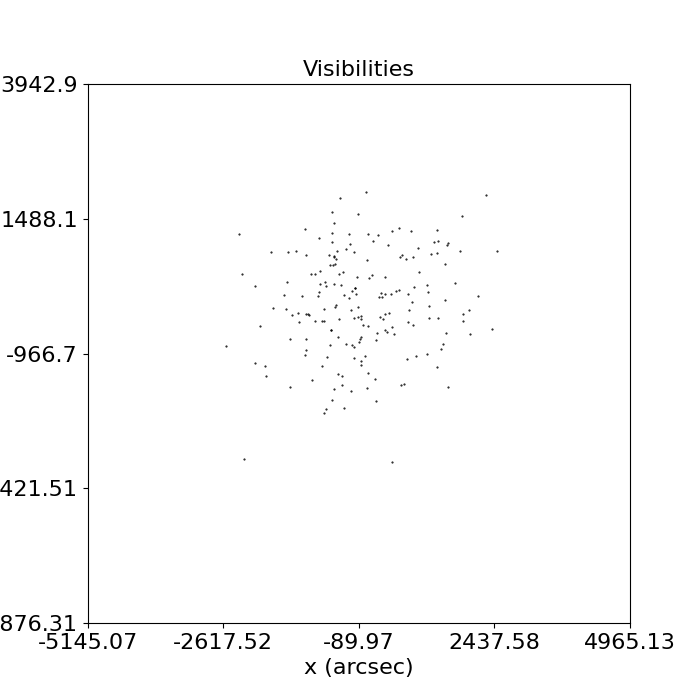 Visibilities
3942.9
1488.1
-966.7
421.51
876.31
-5145.07 -2617.52 -89.97 2437.58 4965.13
x (arcsec)